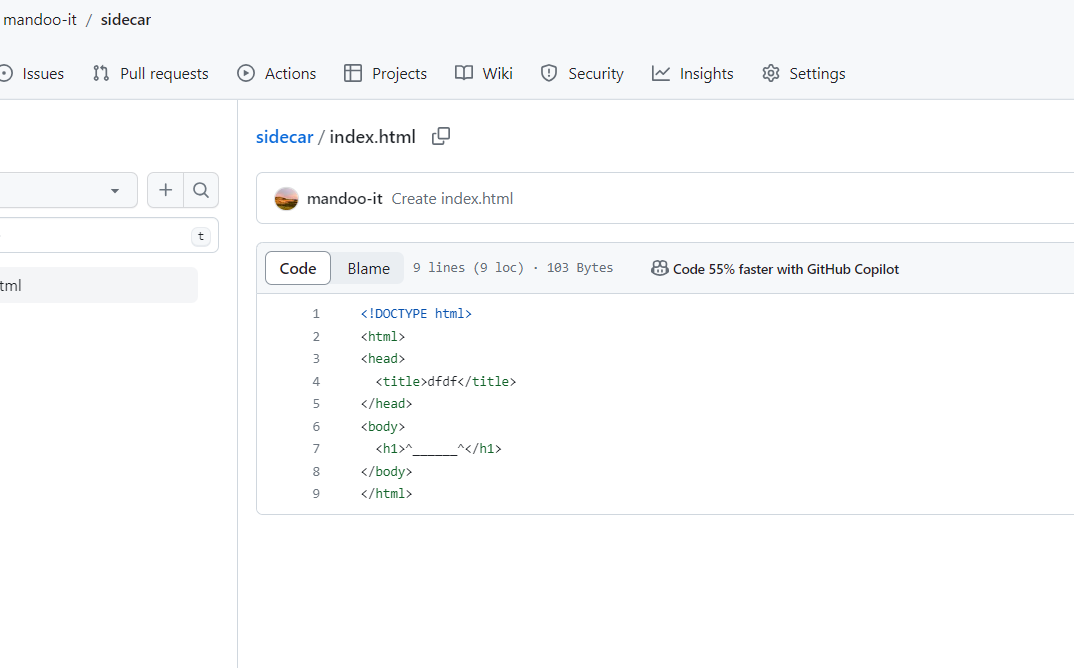 mandoo-it / sidecar
Issues Pull requests Actions Projects Wiki Security Insights Settings
sidecar / index.html
t
tml
mandoo-it Create index.html
Code Blame 9 lines (9 loc) · 103 Bytes Code 55% faster with GitHub Copilot
1 <!DOCTYPE html>
2 <html>
3 <head>
4 <title>dfdf</title>
5 </head>
6 <body>
7 <h1>^______^</h1>
8 </body>
9 </html>